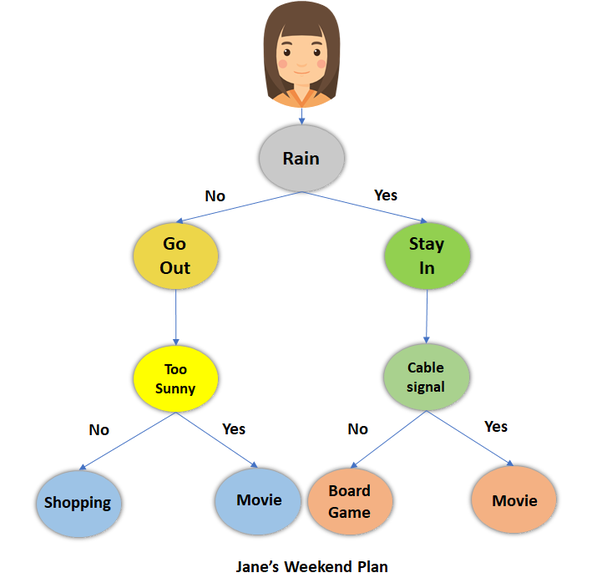 Rain
No
Yes
Go
Out
Stay
In
Too
Sunny
Cable
signal
No
Yes
No
Yes
Shopping
Movie
Board
Game
Movie
Jane's Weekend Plan